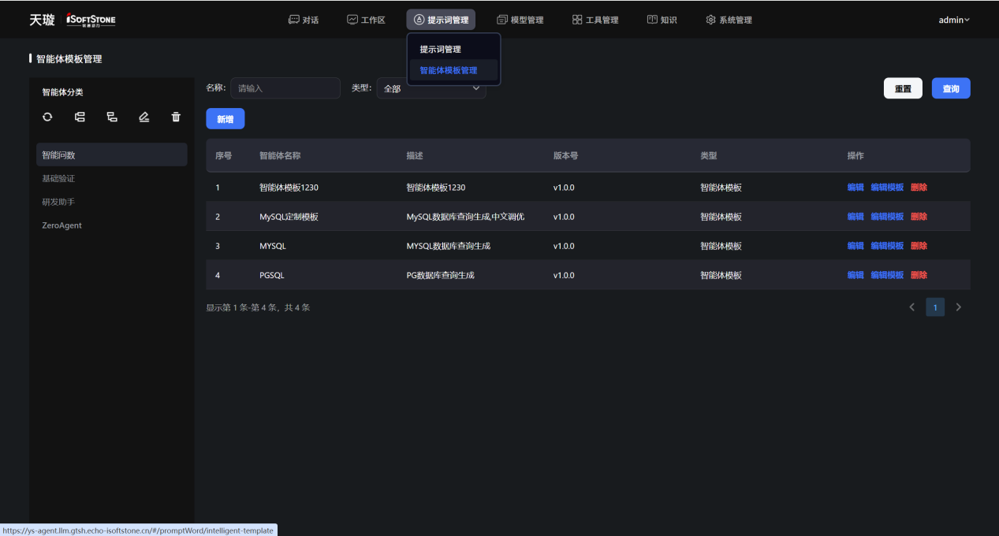 天璇 iSoftStone 软通动力 对话 工作区 提示词管理 模型管理 工具管理 知识 系统管理 admin
提示词管理
智能体模板管理
智能体模板管理
智能体分类
名称: 请输入 类型: 全部 重置 查询
新增
智能问数
基础验证
研发助手
ZeroAgent
序号 智能体名称 描述 版本号 类型 操作
1 智能体模板1230 智能体模板1230 v1.0.0 智能体模板 编辑 编辑模板 删除
2 MySQL定制模板 MySQL数据库查询生成,中文调优 v1.0.0 智能体模板 编辑 编辑模板 删除
3 MYSQL MYSQL数据库查询生成 v1.0.0 智能体模板 编辑 编辑模板 删除
4 PGSQL PG数据库查询生成 v1.0.0 智能体模板 编辑 编辑模板 删除
显示第 1 条-第 4 条，共 4 条 1
https://ys-agent.llm.gtsh.echo-isoftstone.cn/#/promptWord/intelligent-template